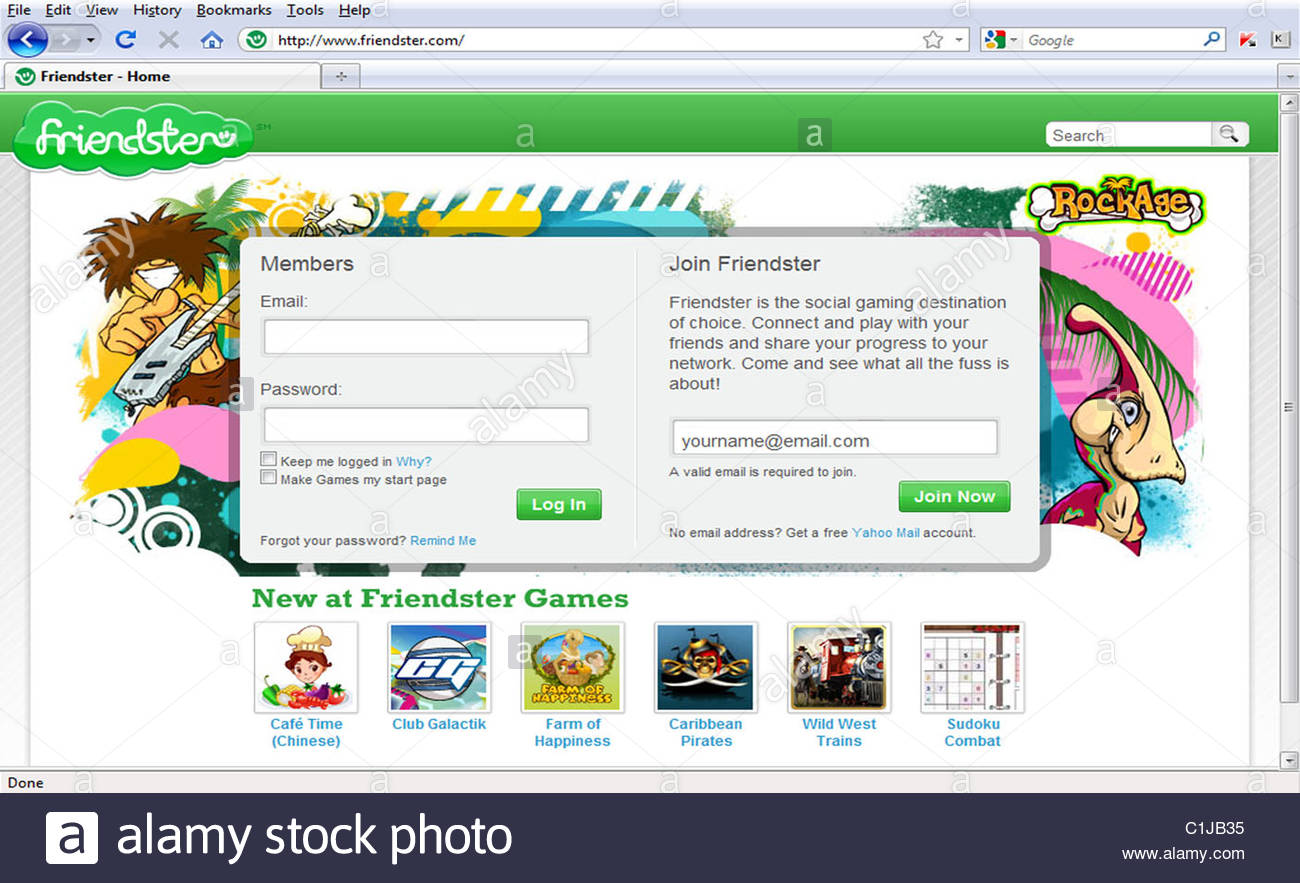 File Edit View History Bookmarks Tools Help
http://www.friendster.com/
Google
K
Friendster - Home
friendster SM
Search
RockAge
Members
Email:
Password:
Keep me logged in Why?
Make Games my start page
Log In
Forgot your password? Remind Me
Join Friendster
Friendster is the social gaming destination
of choice. Connect and play with your
friends and share your progress to your
network. Come and see what all the fuss is
about!
yourname@email.com
A valid email is required to join.
Join Now
No email address? Get a free Yahoo Mail account.
New at Friendster Games
CG
FARM OF
HAPPINESS
Café Time
(Chinese)
Club Galactik
Farm of
Happiness
Caribbean
Pirates
Wild West
Trains
Sudoku
Combat
Done
alamy
alamy
alamy
alamy
a alamy stock photo
C1JB35
www.alamy.com